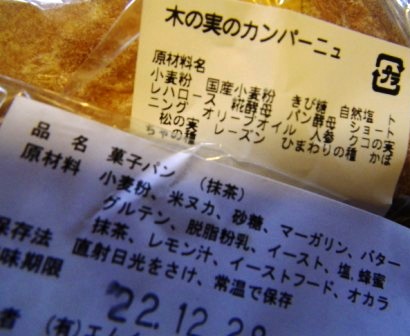 木の実のカンパーニュ
原材料名
小麦粉 国産小麦粉 きび糖 自然塩 ト
レハロース 糀酵母 パン酵母 ショート
ニング オリーブオイル 人参 クコの実
松の実 レーズン ひまわりの種 かぼ
ちゃの種
品名 菓子パン (抹茶)
原材料 小麦粉、米ヌカ、砂糖、マーガリン、バター
グルテン、脱脂粉乳、イースト、塩、蜂蜜
抹茶、レモン汁、イーストフード、オカラ
保存法 直射日光をさけ、常温で保存
味期限
22.12.29
者 (有)エム